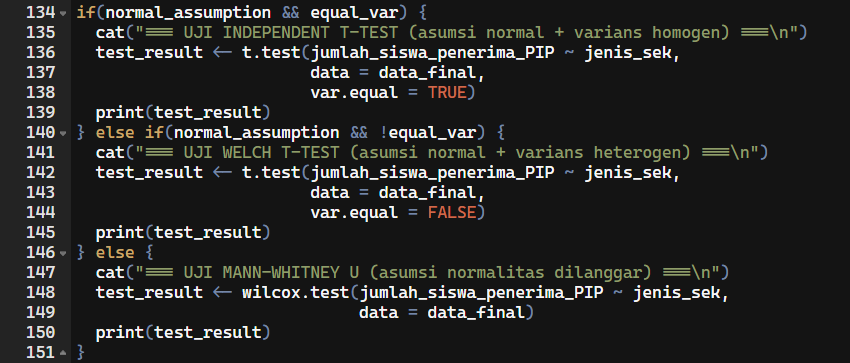 134 if(normal_assumption && equal_var) {
135   cat("=== UJI INDEPENDENT T-TEST (asumsi normal + varians homogen) ===\n")
136   test_result <- t.test(jumlah_siswa_penerima_PIP ~ jenis_sek,
137                         data = data_final,
138                         var.equal = TRUE)
139   print(test_result)
140 } else if(normal_assumption && !equal_var) {
141   cat("=== UJI WELCH T-TEST (asumsi normal + varians heterogen) ===\n")
142   test_result <- t.test(jumlah_siswa_penerima_PIP ~ jenis_sek,
143                         data = data_final,
144                         var.equal = FALSE)
145   print(test_result)
146 } else {
147   cat("=== UJI MANN-WHITNEY U (asumsi normalitas dilanggar) ===\n")
148   test_result <- wilcox.test(jumlah_siswa_penerima_PIP ~ jenis_sek,
149                              data = data_final)
150   print(test_result)
151 }